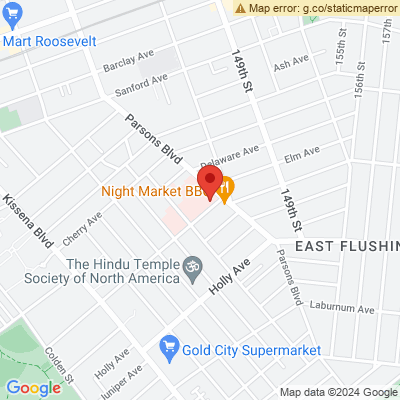 Map error: g.co/staticmaperror
Mart Roosevelt
Barclay Ave
149th St
Ash Ave
155th St
157th
156th St
Sanford Ave
Parsons Blvd
Delaware Ave
Elm Ave
Night Market BB
149th St
Kissena Blvd
Cherry Ave
EAST FLUSHIN
The Hindu Temple
Society of North America
Holly Ave
Parsons Blvd
Laburnum Ave
Gold City Supermarket
Holly Ave
Colden St
Juniper Ave
Google
Map data ©2024 Google